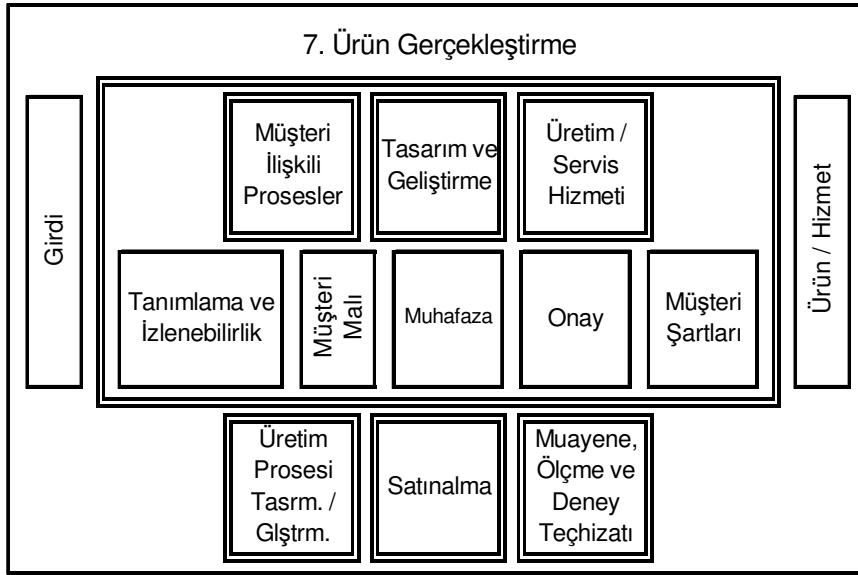 7. Ürün Gerçekleştirme
Girdi
Müşteri
İlişkili
Prosesler
Tasarım ve
Geliştirme
Üretim /
Servis
Hizmeti
Tanımlama ve
İzlenebilirlik
Müşteri
Malı
Muhafaza
Onay
Müşteri
Şartları
Ürün / Hizmet
Üretim
Prosesi
Tasrm. /
Glştrm.
Satınalma
Muayene,
Ölçme ve
Deney
Teçhizatı